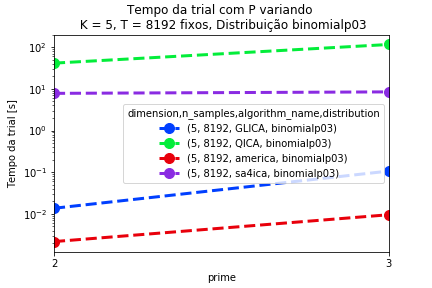 Tempo da trial com P variando
K = 5, T = 8192 fixos, Distribuição binomialp03
10²
10¹
10⁰
10⁻¹
10⁻²
Tempo da trial [s]
dimension,n_samples,algorithm_name,distribution
(5, 8192, GLICA, binomialp03)
(5, 8192, QICA, binomialp03)
(5, 8192, america, binomialp03)
(5, 8192, sa4ica, binomialp03)
2
3
prime